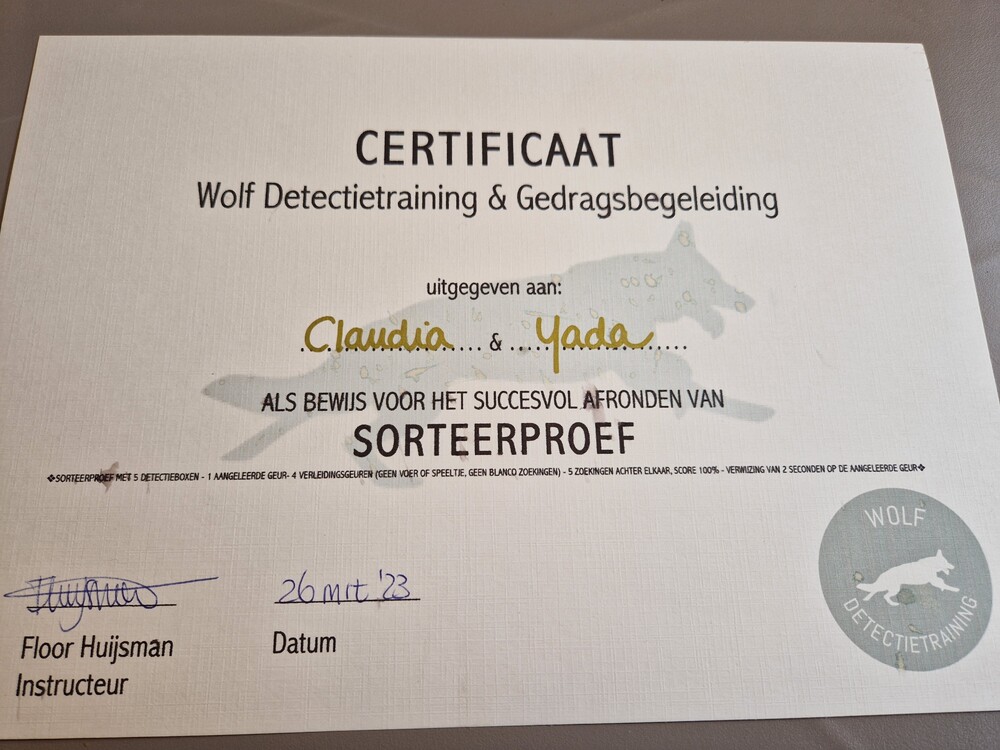 CERTIFICAAT
Wolf Detectietraining & Gedragsbegeleiding
uitgegeven aan:
Claudia & Yada
ALS BEWIJS VOOR HET SUCCESVOL AFRONDEN VAN
SORTEERPROEF
❖SORTEERPROEF MET 5 DETECTIEBOXEN - 1 AANGELEERDE GEUR- 4 VERLEIDINGSGEUREN (GEEN VOER OF SPEELTJE, GEEN BLANCO ZOEKINGEN) - 5 ZOEKINGEN ACHTER ELKAAR, SCORE 100% - VERWIJZING VAN 2 SECONDEN OP DE AANGELEERDE GEUR❖
WOLF
DETECTIETRAINING
Huijsman
26 mrt '23
Floor Huijsman
Datum
Instructeur